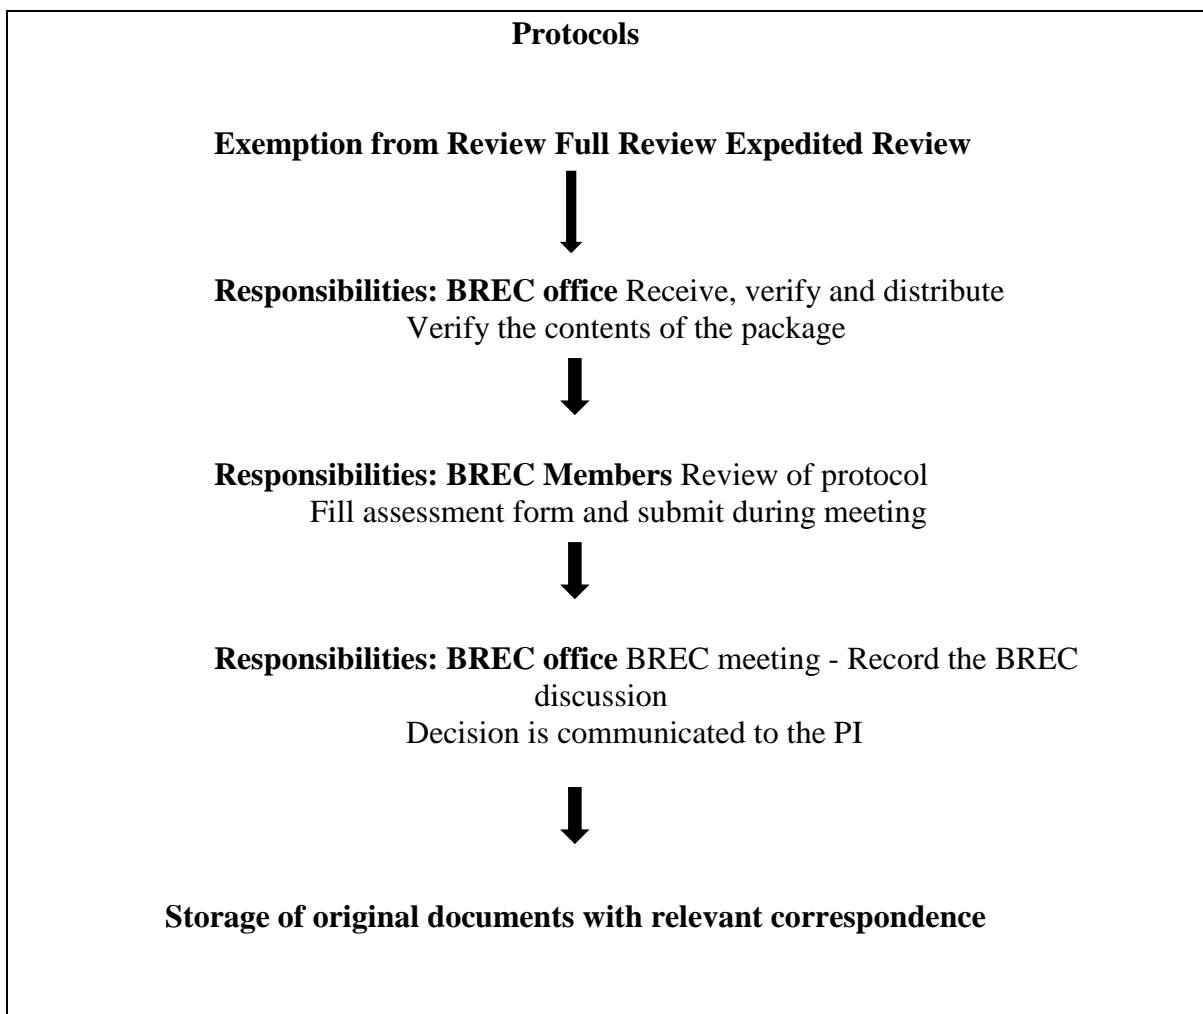 Protocols
Exemption from Review Full Review Expedited Review
Responsibilities: BREC office Receive, verify and distribute
Verify the contents of the package
Responsibilities: BREC Members Review of protocol
Fill assessment form and submit during meeting
Responsibilities: BREC office BREC meeting - Record the BREC
discussion
Decision is communicated to the PI
Storage of original documents with relevant correspondence